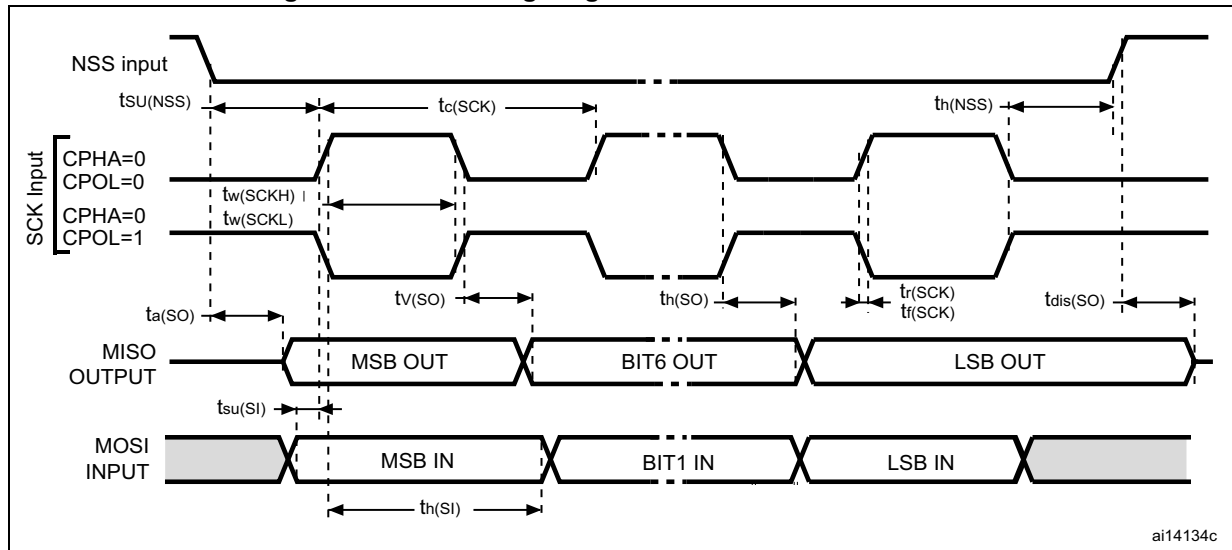 NSS input
tSU(NSS)
tc(SCK)
th(NSS)
SCK Input
CPHA=0
CPOL=0
tw(SCKH)
tw(SCKL)
CPHA=0
CPOL=1
tV(SO)
th(SO)
tr(SCK)
tf(SCK)
tdis(SO)
ta(SO)
MISO
OUTPUT
MSB OUT
BIT6 OUT
LSB OUT
tsu(SI)
MOSI
INPUT
MSB IN
BIT1 IN
LSB IN
th(SI)
ai14134c